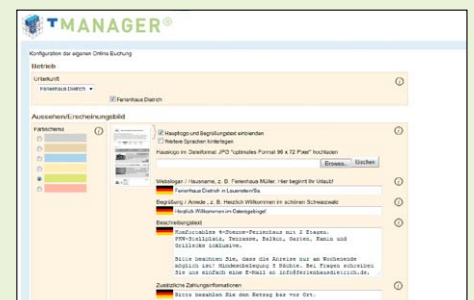 TMANAGER®
Konfiguration der eigenen Online Buchung
Betrieb
Unterkunft
Ferienhaus Dietrich
Ferienhaus Dietrich
Aussehen/Erscheinungsbild
Farbschema
Hauptlogo und Begrüßungstext einblenden
Weitere Sprachen hinterlegen
Hauslogo im Dateiformat JPG "optimales Format 96 x 72 Pixel" hochladen
Browse... löschen
Webslogan / Hausname, z. B. Ferienhaus Müller. Hier beginnt Ihr Urlaub!
Ferienhaus Dietrich in Lauenstein/Sa.
Begrüßung / Anrede, z. B. Herzlich Willkommen im schönen Schwarzwald
Herzlich Willkommen im Osterzgebirge!
Beschreibungstext
Komfortables 4-Sterne-Ferienhaus mit 2 Etagen.
PKW-Stellplatz, Terrasse, Balkon, Garten, Kamin und
Grillecke inklusive.
Bitte beachten Sie, dass die Anreise nur am Wochenende
möglich ist! Mindestbelegung 5 Nächte. Bei Fragen schreiben
Sie uns einfach eine E-Mail an info@ferienhausdietrich.de.
Zusätzliche Zahlungsinformationen
Bitte bezahlen Sie den Betrag bar vor Ort.